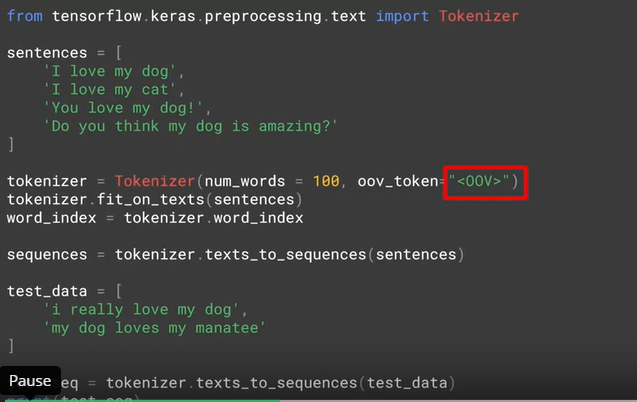 from tensorflow.keras.preprocessing.text import Tokenizer
sentences = [
    'I love my dog',
    'I love my cat',
    'You love my dog!',
    'Do you think my dog is amazing?'
]
tokenizer = Tokenizer(num_words = 100, oov_token="<OOV>")
tokenizer.fit_on_texts(sentences)
word_index = tokenizer.word_index
sequences = tokenizer.texts_to_sequences(sentences)
test_data = [
    'i really love my dog',
    'my dog loves my manatee'
]
Pause
eq = tokenizer.texts_to_sequences(test_data)